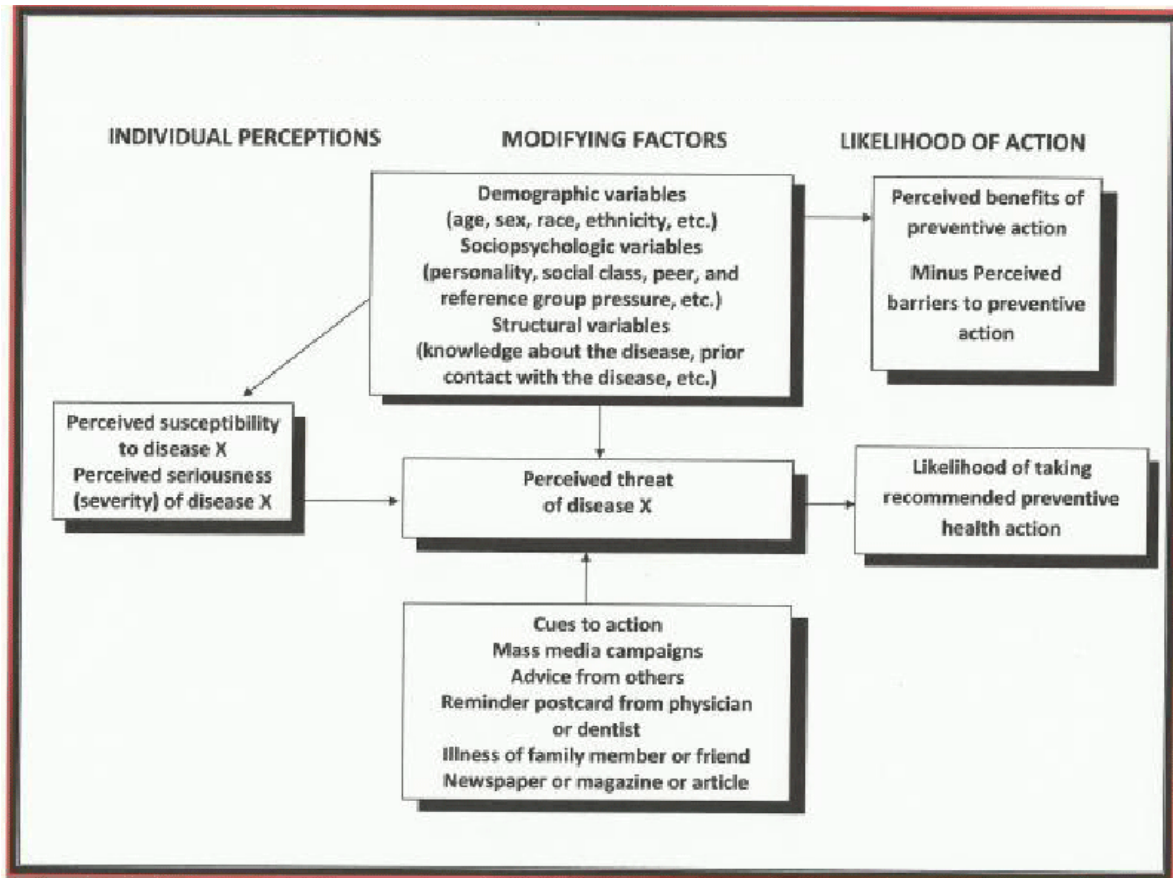 INDIVIDUAL PERCEPTIONS
MODIFYING FACTORS
LIKELIHOOD OF ACTION
Demographic variables
(age, sex, race, ethnicity, etc.)
Sociopsychologic variables
(personality, social class, peer, and
reference group pressure, etc.)
Structural variables
(knowledge about the disease, prior
contact with the disease, etc.)
Perceived benefits of
preventive action
Minus Perceived
barriers to preventive
action
Perceived susceptibility
to disease X
Perceived seriousness
(severity) of disease X
Perceived threat
of disease X
Likelihood of taking
recommended preventive
health action
Cues to action
Mass media campaigns
Advice from others
Reminder postcard from physician
or dentist
Illness of family member or friend
Newspaper or magazine or article